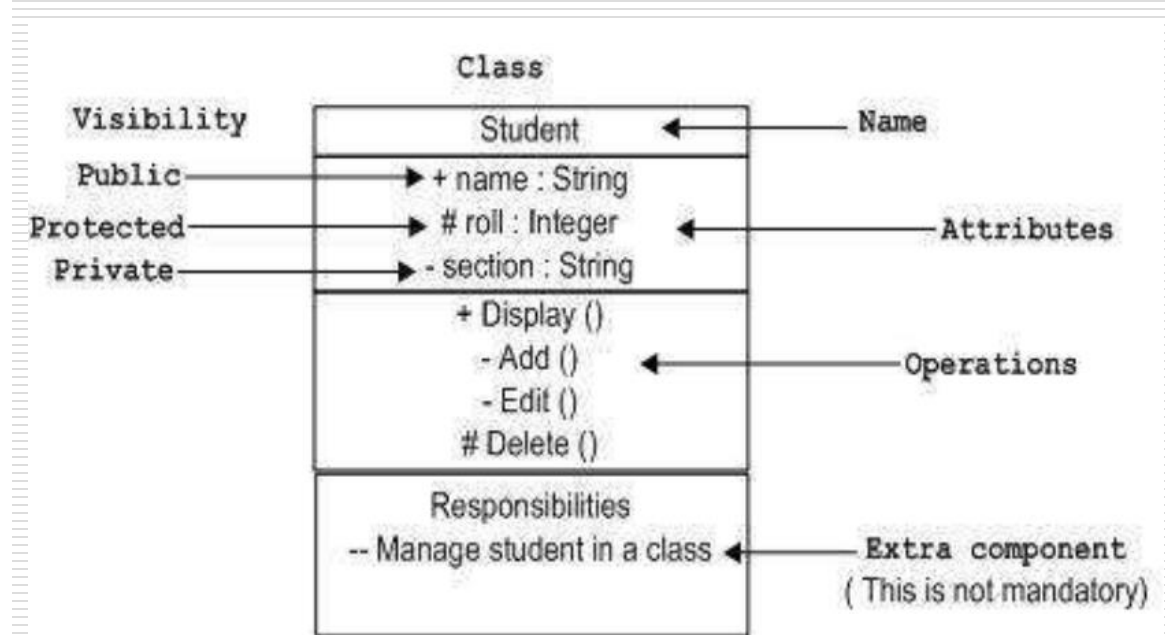 Class
Visibility
Student
Name
Public
+ name : String
Protected
# roll : Integer
Attributes
Private
- section : String
+ Display ()
- Add ()
Operations
- Edit ()
# Delete ()
Responsibilities
-- Manage student in a class
Extra component
( This is not mandatory)